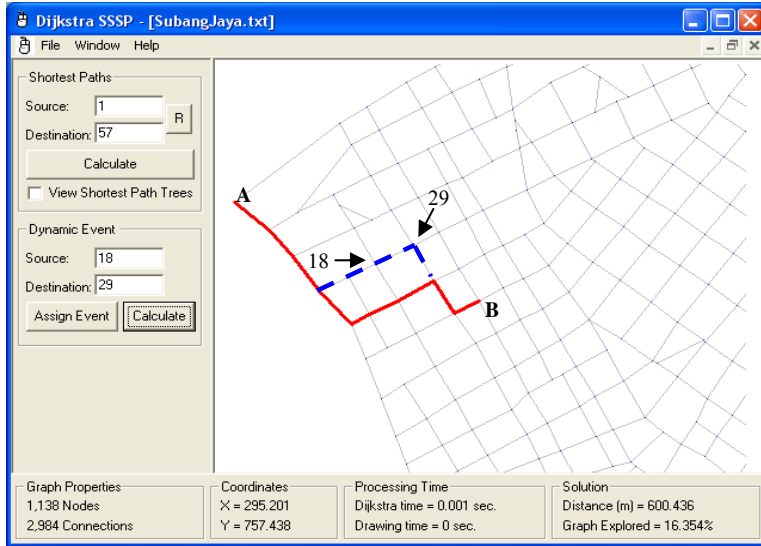 Dijkstra SSSP - [SubangJaya.txt]
File Window Help
Shortest Paths
Source: 1
Destination: 57
R
Calculate
View Shortest Path Trees
Dynamic Event
Source: 18
Destination: 29
Assign Event Calculate
A
29
18
B
Graph Properties
1,138 Nodes
2,984 Connections
Coordinates
X = 295.201
Y = 757.438
Processing Time
Dijkstra time = 0.001 sec.
Drawing time = 0 sec.
Solution
Distance (m) = 600.436
Graph Explored = 16.354%